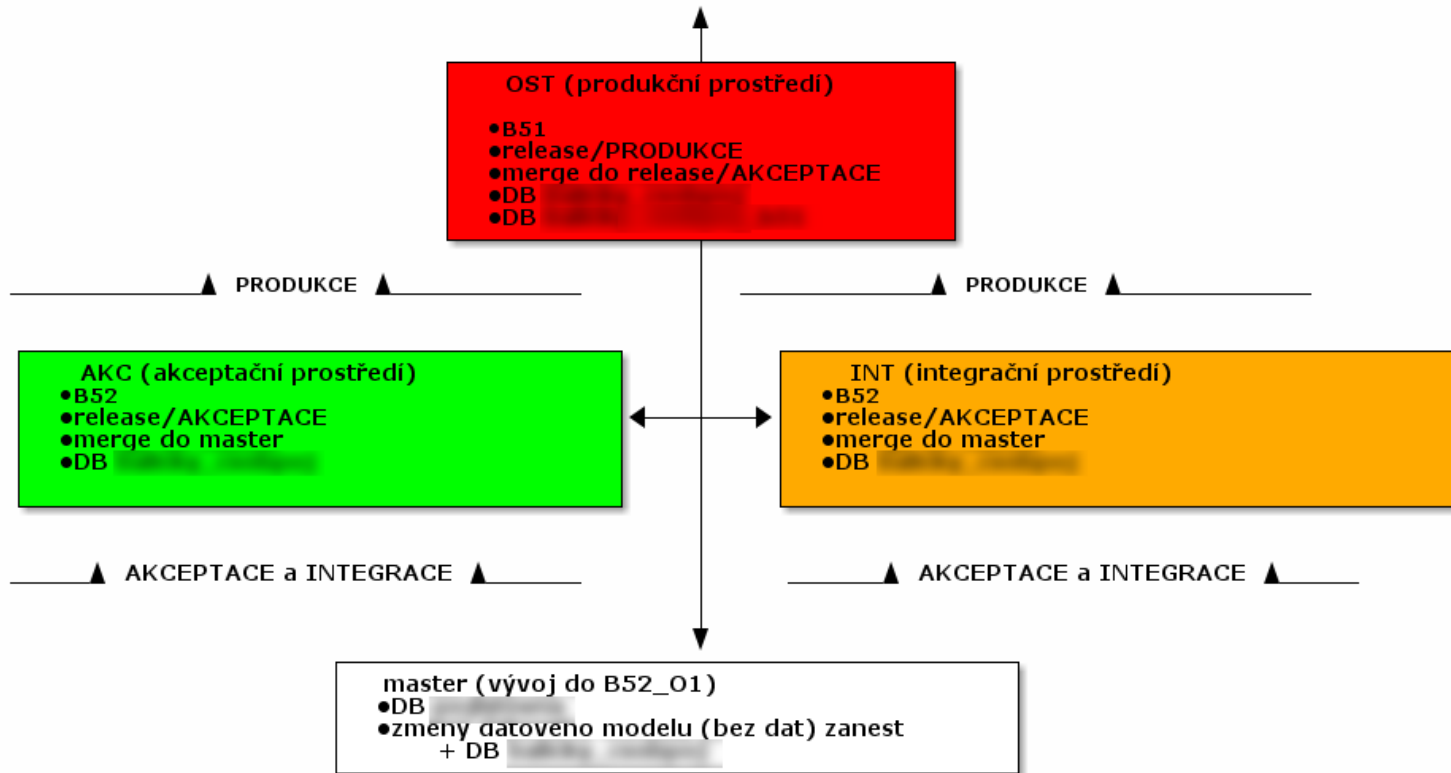 OST (produkční prostředí)
●B51
●release/PRODUKCE
●merge do release/AKCEPTACE
●DB
●DB
PRODUKCE
PRODUKCE
AKC (akceptační prostředí)
●B52
●release/AKCEPTACE
●merge do master
●DB
INT (integrační prostředí)
●B52
●release/AKCEPTACE
●merge do master
●DB
AKCEPTACE a INTEGRACE
AKCEPTACE a INTEGRACE
master (vývoj do B52_O1)
●DB
●změny datového modelu (bez dat) zanest
+ DB